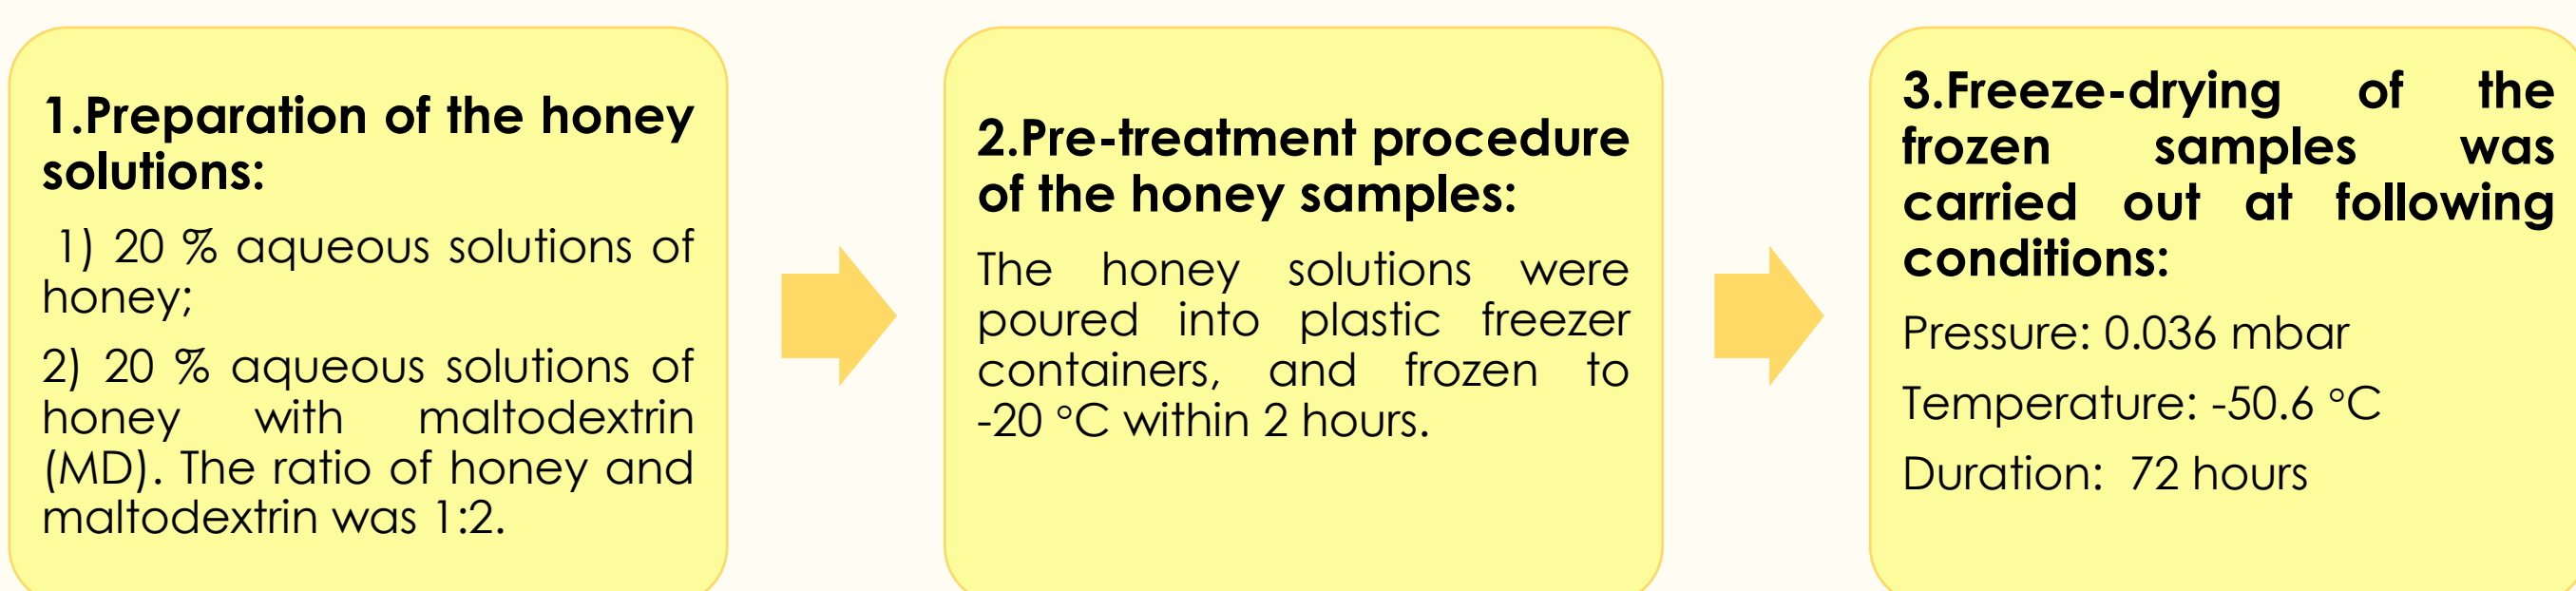 1.Preparation of the honey
solutions:
1) 20 % aqueous solutions of
honey;
2) 20 % aqueous solutions of
honey with maltodextrin
(MD). The ratio of honey and
maltodextrin was 1:2.
2.Pre-treatment procedure
of the honey samples:
The honey solutions were
poured into plastic freezer
containers, and frozen to
-20 °C within 2 hours.
3.Freeze-drying of the
frozen samples was
carried out at following
conditions:
Pressure: 0.036 mbar
Temperature: -50.6 °C
Duration: 72 hours